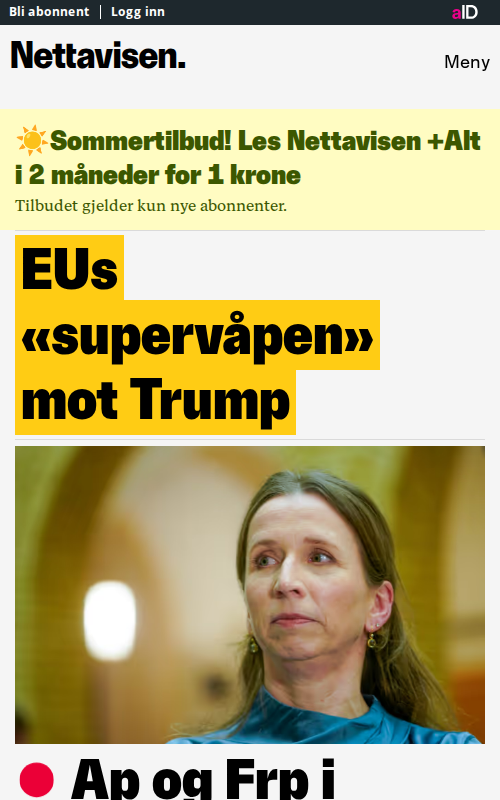 Bli abonnent | Logg inn
aID
Nettavisen.
Meny
☀️Sommertilbud! Les Nettavisen +Alt
i 2 måneder for 1 krone
Tilbudet gjelder kun nye abonnenter.
EUs
«supervåpen»
mot Trump
Ap og Frp i